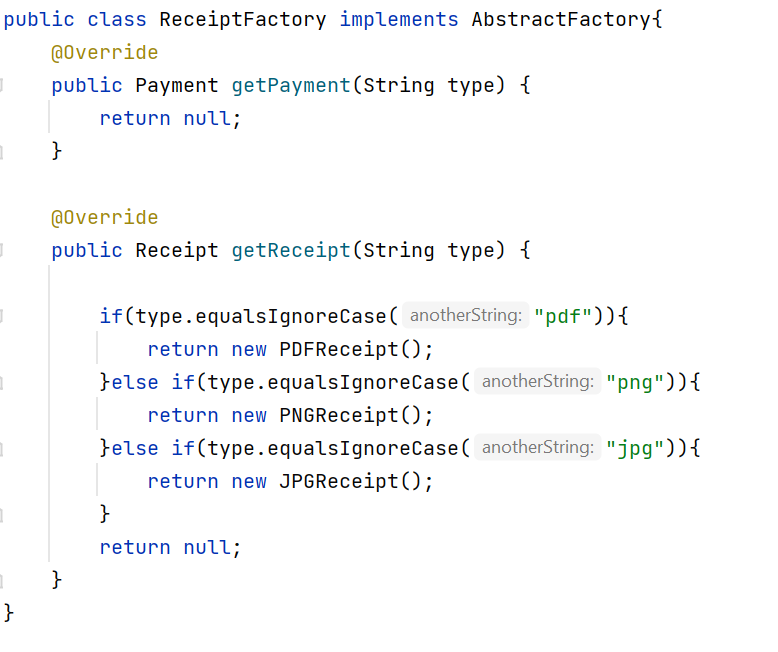 public class ReceiptFactory implements AbstractFactory{
@Override
public Payment getPayment(String type) {
return null;
}
@Override
public Receipt getReceipt(String type) {
if(type.equalsIgnoreCase( anotherString: "pdf")){
return new PDFReceipt();
}else if(type.equalsIgnoreCase( anotherString: "png")){
return new PNGReceipt();
}else if(type.equalsIgnoreCase( anotherString: "jpg")){
return new JPGReceipt();
}
return null;
}
}